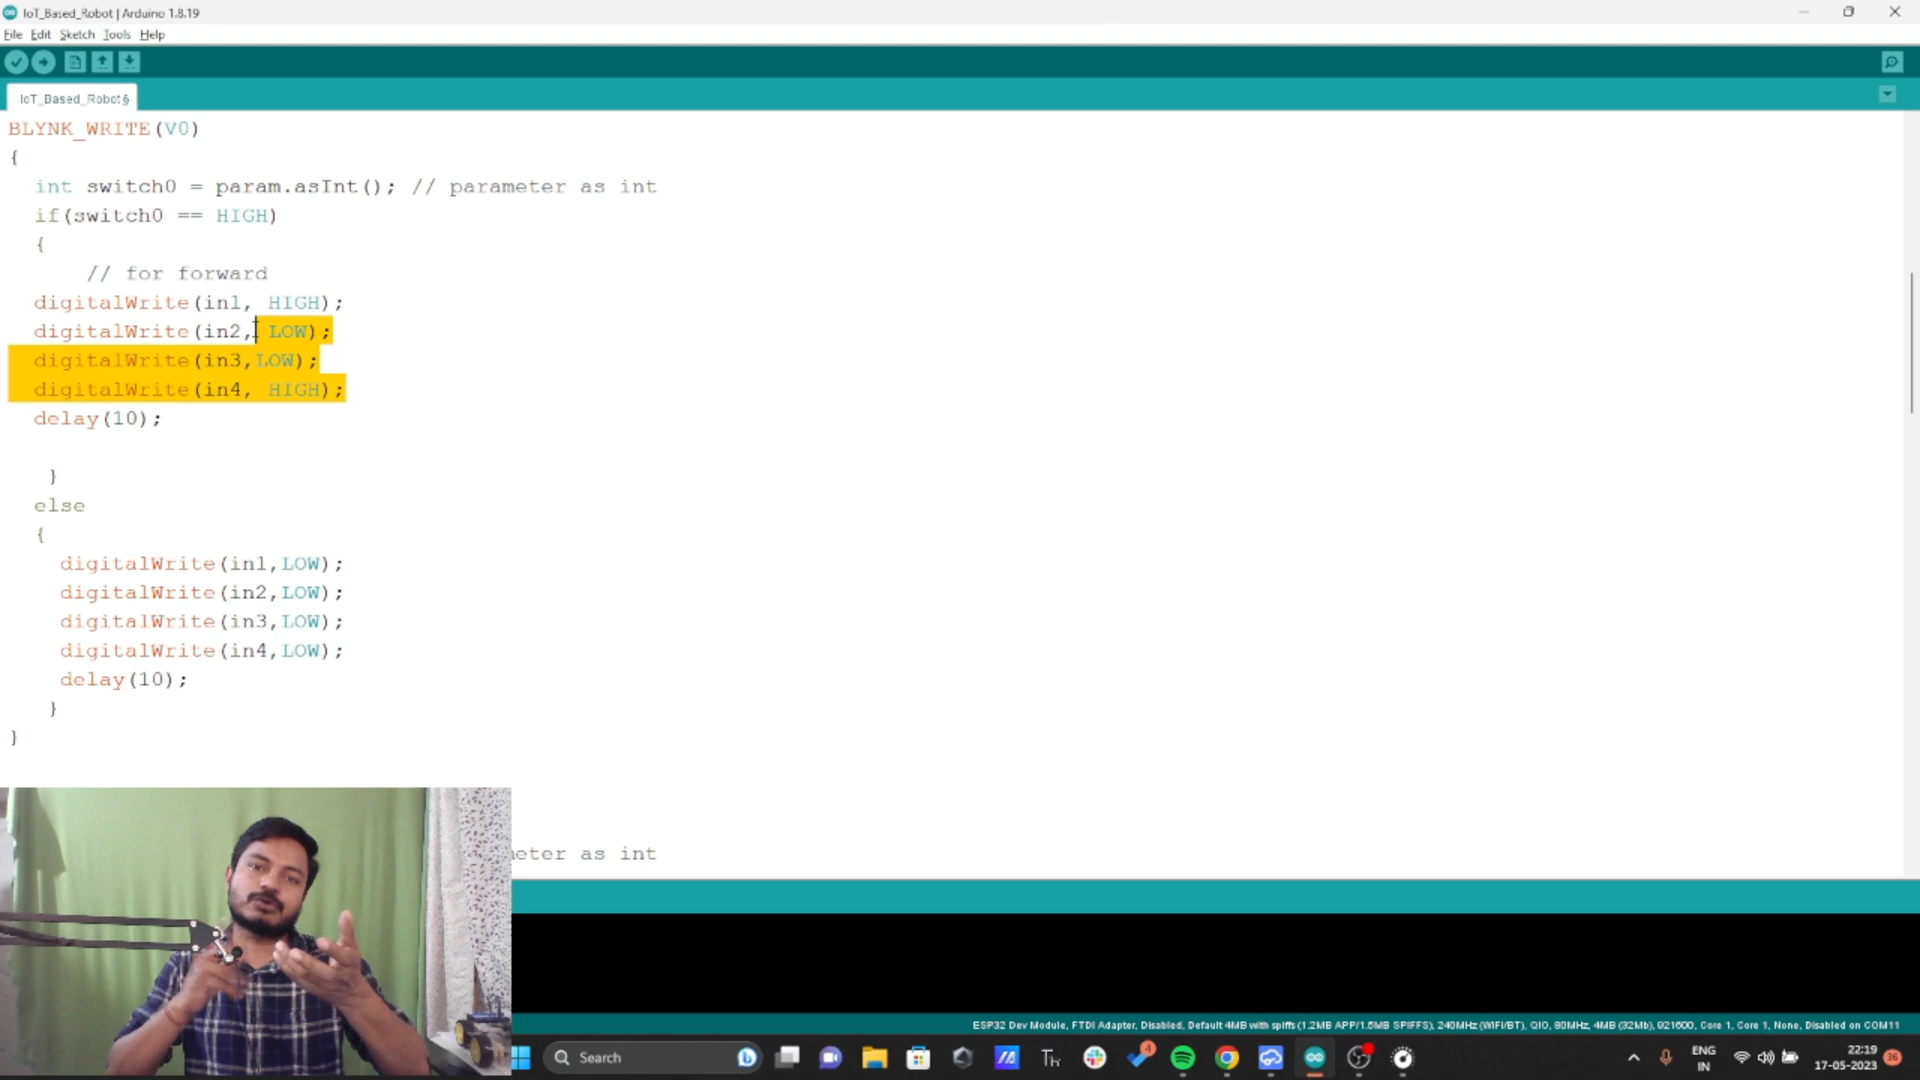 IoT_Based_Robot | Arduino 1.8.19
File Edit Sketch Tools Help
IoT_Based_Robot§
BLYNK_WRITE(V0)
{
int switch0 = param.asInt(); // parameter as int
if(switch0 == HIGH)
{
// for forward
digitalWrite(in1, HIGH);
digitalWrite(in2, LOW);
digitalWrite(in3,LOW);
digitalWrite(in4, HIGH);
delay(10);
}
else
{
digitalWrite(in1,LOW);
digitalWrite(in2,LOW);
digitalWrite(in3,LOW);
digitalWrite(in4,LOW);
delay(10);
}
}
meter as int
ESP32 Dev Module, FTDI Adapter, Disabled, Default 4MB with spiffs (1.2MB APP/1.5MB SPIFFS), 240MHz (WiFi/BT), QIO, 80MHz, 4MB (32Mb), 921600, Core 1, Core 1, None, Disabled on COM11
Search
Th
4
ENG
IN
22:19
17-05-2023
36